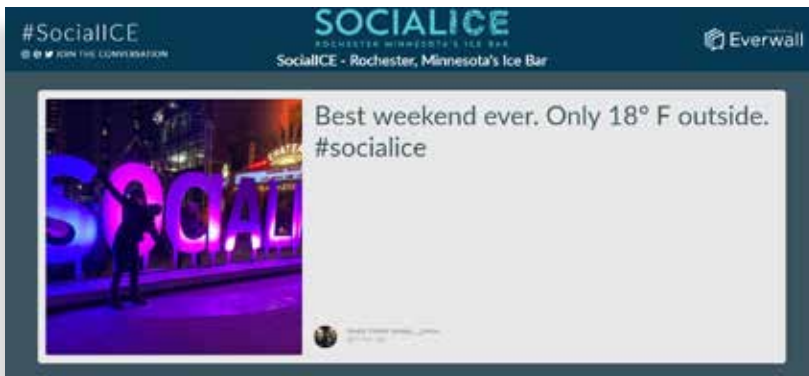 #SocialICE
JOIN THE CONVERSATION
SOCIALICE
ROCHESTER MINNESOTA'S ICE BAR
SocialICE - Rochester, Minnesota's Ice Bar
Everwall
Best weekend ever. Only 18° F outside.
#socialice
SOCIALI